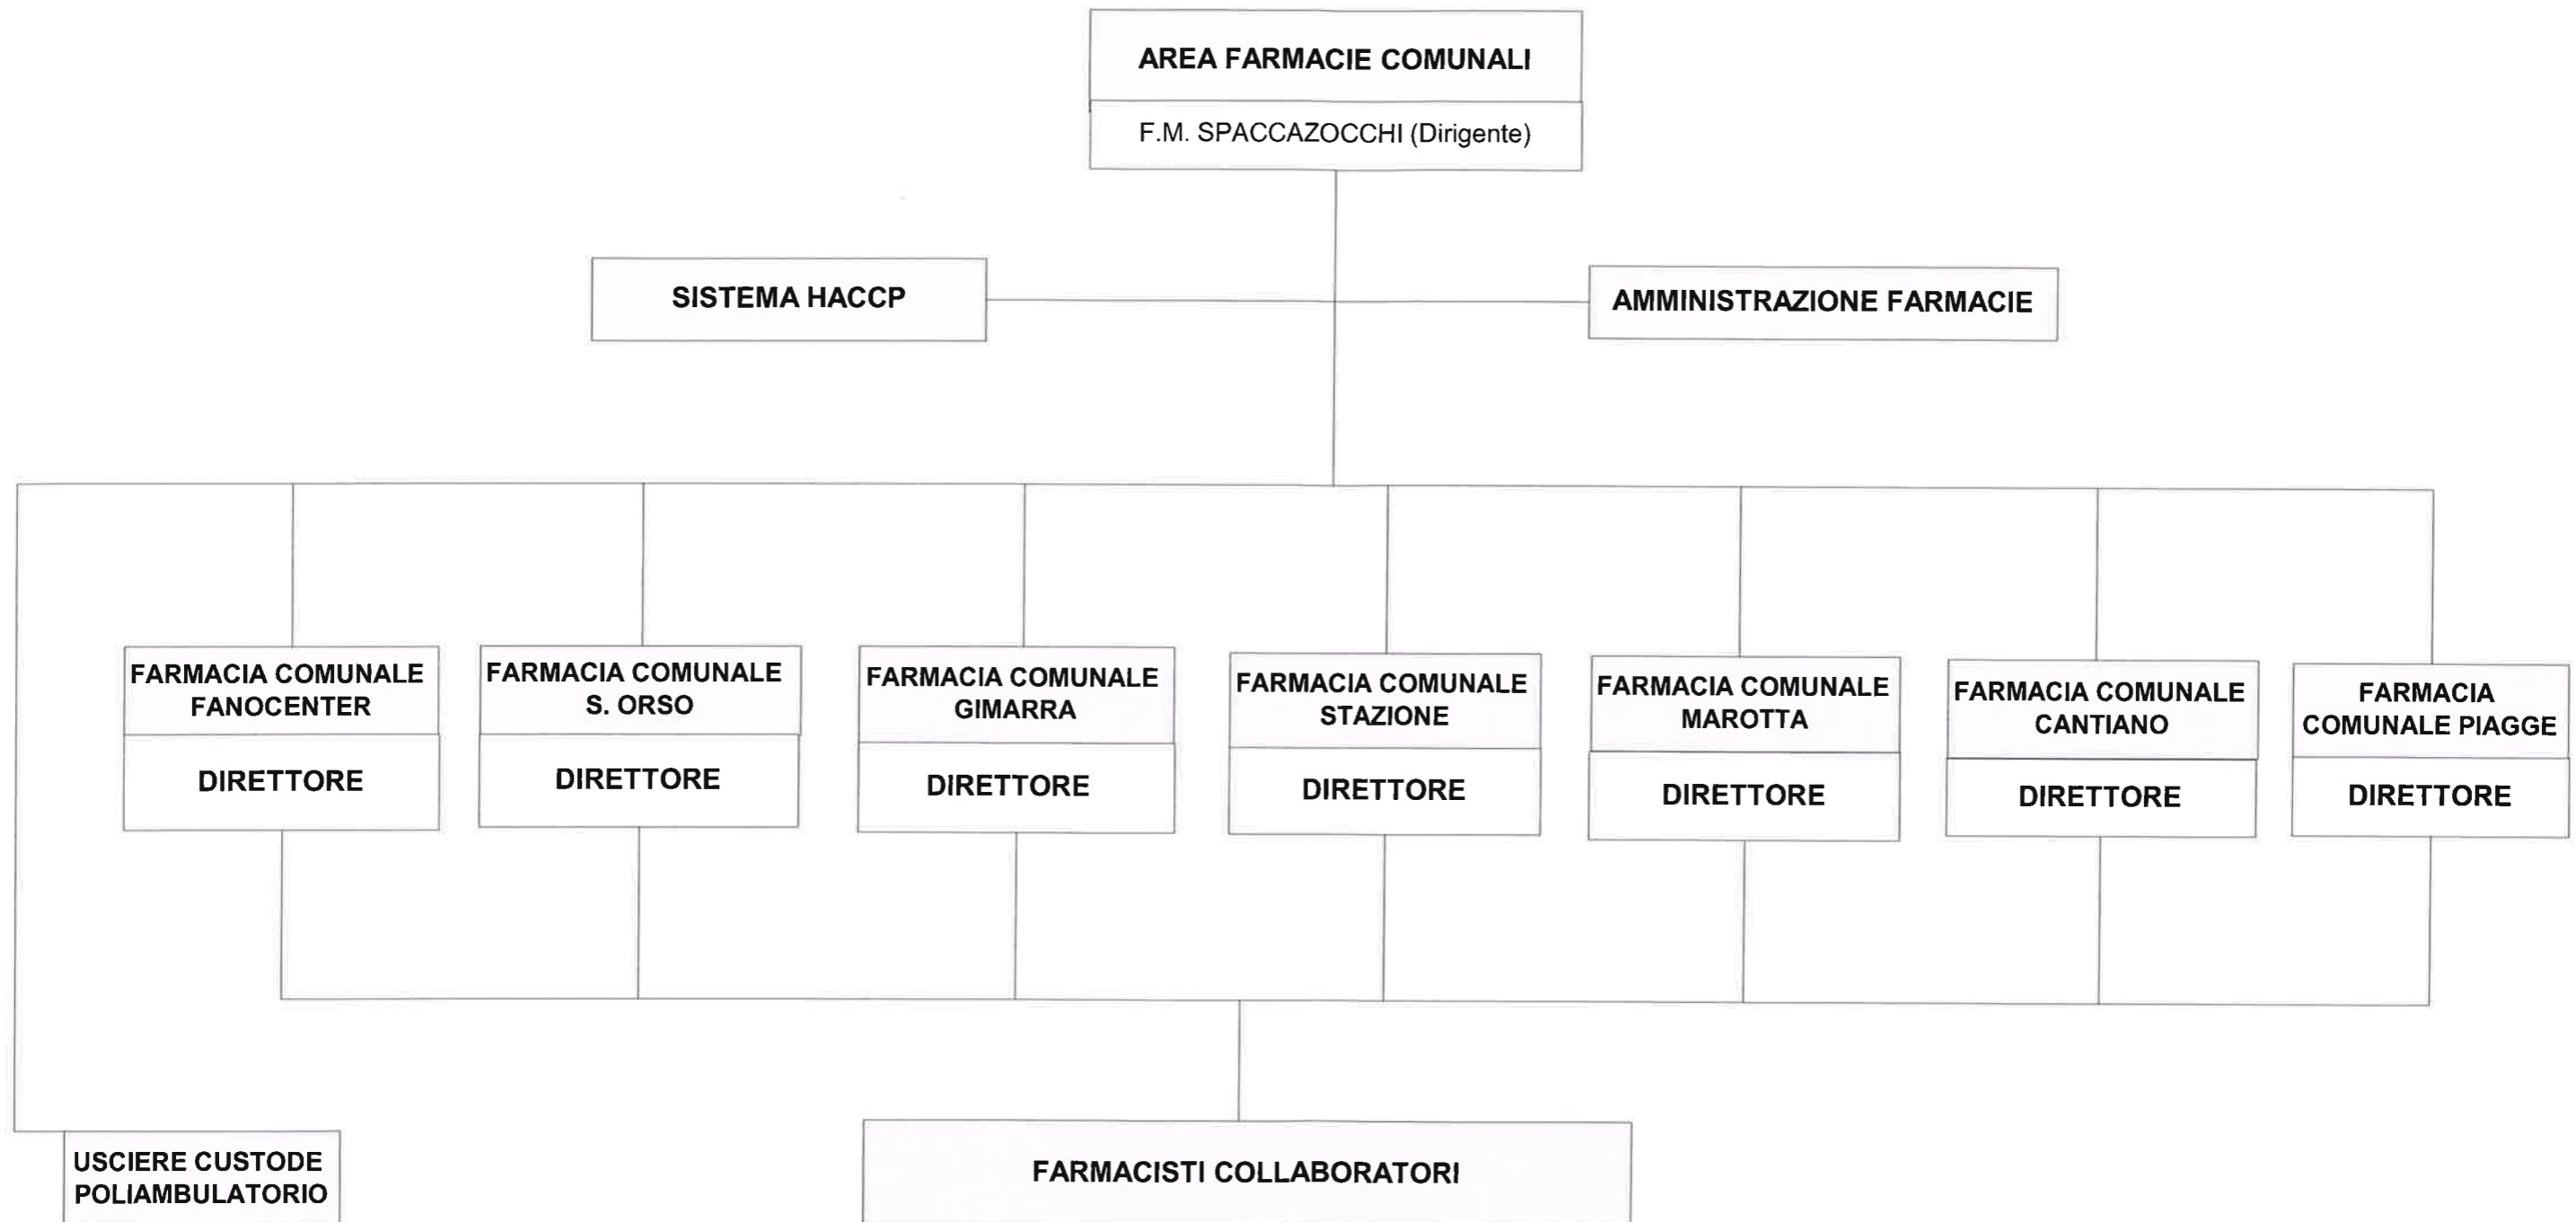 AREA FARMACIE COMUNALI
F.M. SPACCAZOCCHI (Dirigente)
SISTEMA HACCP
AMMINISTRAZIONE FARMACIE
FARMACIA COMUNALE
FANOCENTER
DIRETTORE
FARMACIA COMUNALE
S. ORSO
DIRETTORE
FARMACIA COMUNALE
GIMARRA
DIRETTORE
FARMACIA COMUNALE
STAZIONE
DIRETTORE
FARMACIA COMUNALE
MAROTTA
DIRETTORE
FARMACIA COMUNALE
CANTIANO
DIRETTORE
FARMACIA
COMUNALE PIAGGE
DIRETTORE
USCIERE CUSTODE
POLIAMBULATORIO
FARMACISTI COLLABORATORI